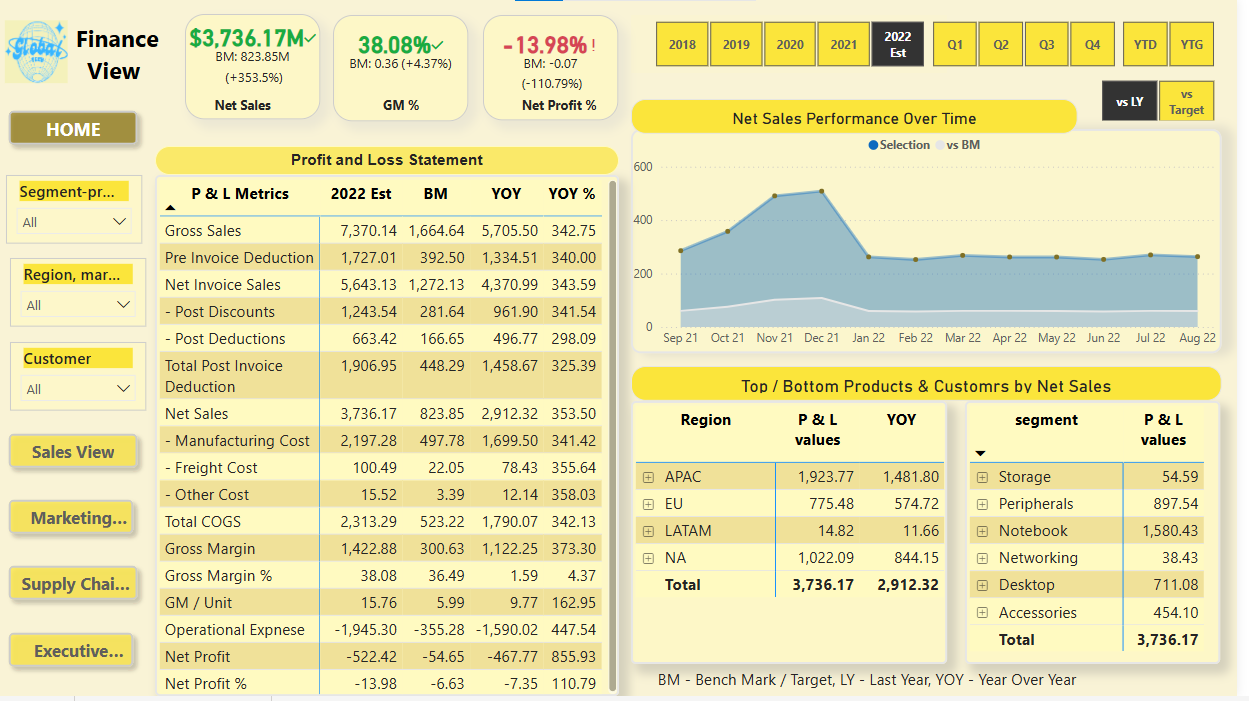 Global
Finance
View
HOME
Segment-pr...
All
Region, mar...
All
Customer
All
Sales View
Marketing...
Supply Chai...
Executive...
$3,736.17M✓
BM: 823.85M
(+353.5%)
Net Sales
38.08%✓
BM: 0.36 (+4.37%)
GM %
-13.98% !
BM: -0.07
(-110.79%)
Net Profit %
2018 2019 2020 2021 2022 Est Q1 Q2 Q3 Q4 YTD YTG
vs LY vs Target
Profit and Loss Statement
P & L Metrics 2022 Est BM YOY YOY %
Gross Sales 7,370.14 1,664.64 5,705.50 342.75
Pre Invoice Deduction 1,727.01 392.50 1,334.51 340.00
Net Invoice Sales 5,643.13 1,272.13 4,370.99 343.59
- Post Discounts 1,243.54 281.64 961.90 341.54
- Post Deductions 663.42 166.65 496.77 298.09
Total Post Invoice Deduction 1,906.95 448.29 1,458.67 325.39
Net Sales 3,736.17 823.85 2,912.32 353.50
- Manufacturing Cost 2,197.28 497.78 1,699.50 341.42
- Freight Cost 100.49 22.05 78.43 355.64
- Other Cost 15.52 3.39 12.14 358.03
Total COGS 2,313.29 523.22 1,790.07 342.13
Gross Margin 1,422.88 300.63 1,122.25 373.30
Gross Margin % 38.08 36.49 1.59 4.37
GM / Unit 15.76 5.99 9.77 162.95
Operational Expnese -1,945.30 -355.28 -1,590.02 447.54
Net Profit -522.42 -54.65 -467.77 855.93
Net Profit % -13.98 -6.63 -7.35 110.79
Net Sales Performance Over Time
Selection vs BM
600
400
200
0
Sep 21 Oct 21 Nov 21 Dec 21 Jan 22 Feb 22 Mar 22 Apr 22 May 22 Jun 22 Jul 22 Aug 22
Top / Bottom Products & Customrs by Net Sales
Region P & L values YOY
APAC 1,923.77 1,481.80
EU 775.48 574.72
LATAM 14.82 11.66
NA 1,022.09 844.15
Total 3,736.17 2,912.32
segment P & L values
Storage 54.59
Peripherals 897.54
Notebook 1,580.43
Networking 38.43
Desktop 711.08
Accessories 454.10
Total 3,736.17
BM - Bench Mark / Target, LY - Last Year, YOY - Year Over Year